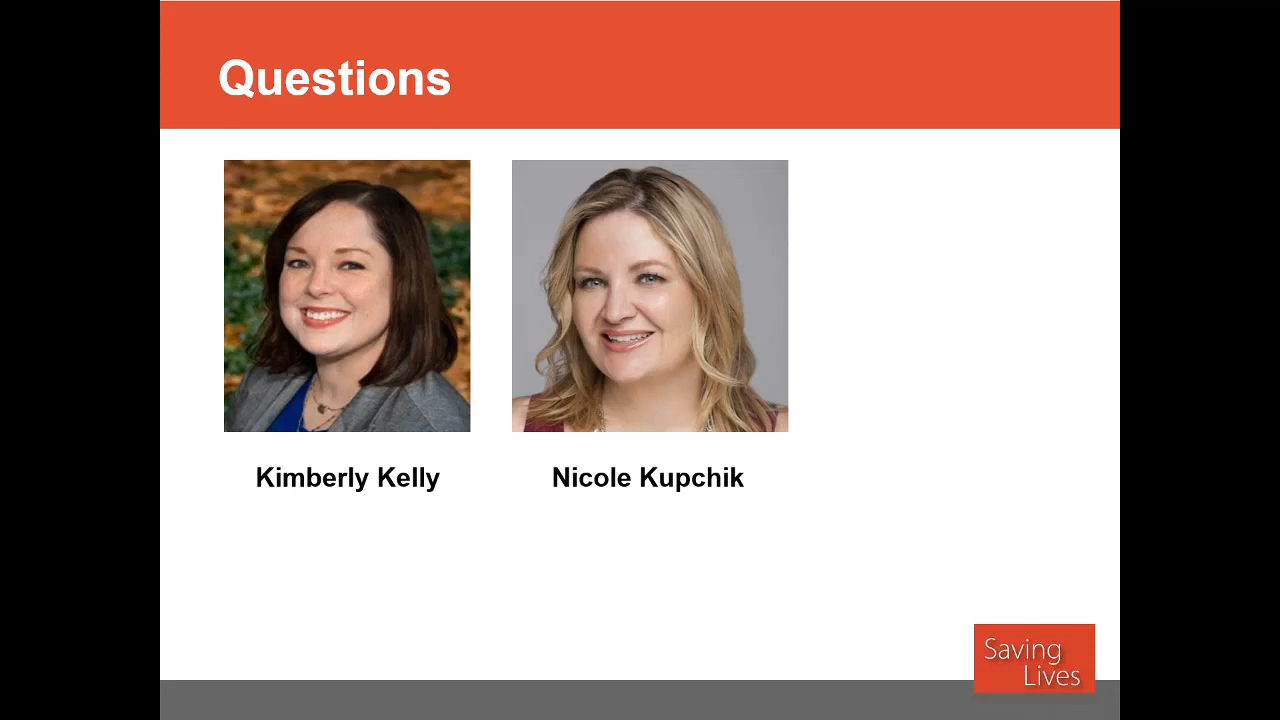 Questions
Kimberly Kelly
Nicole Kupchik
Saving
Lives